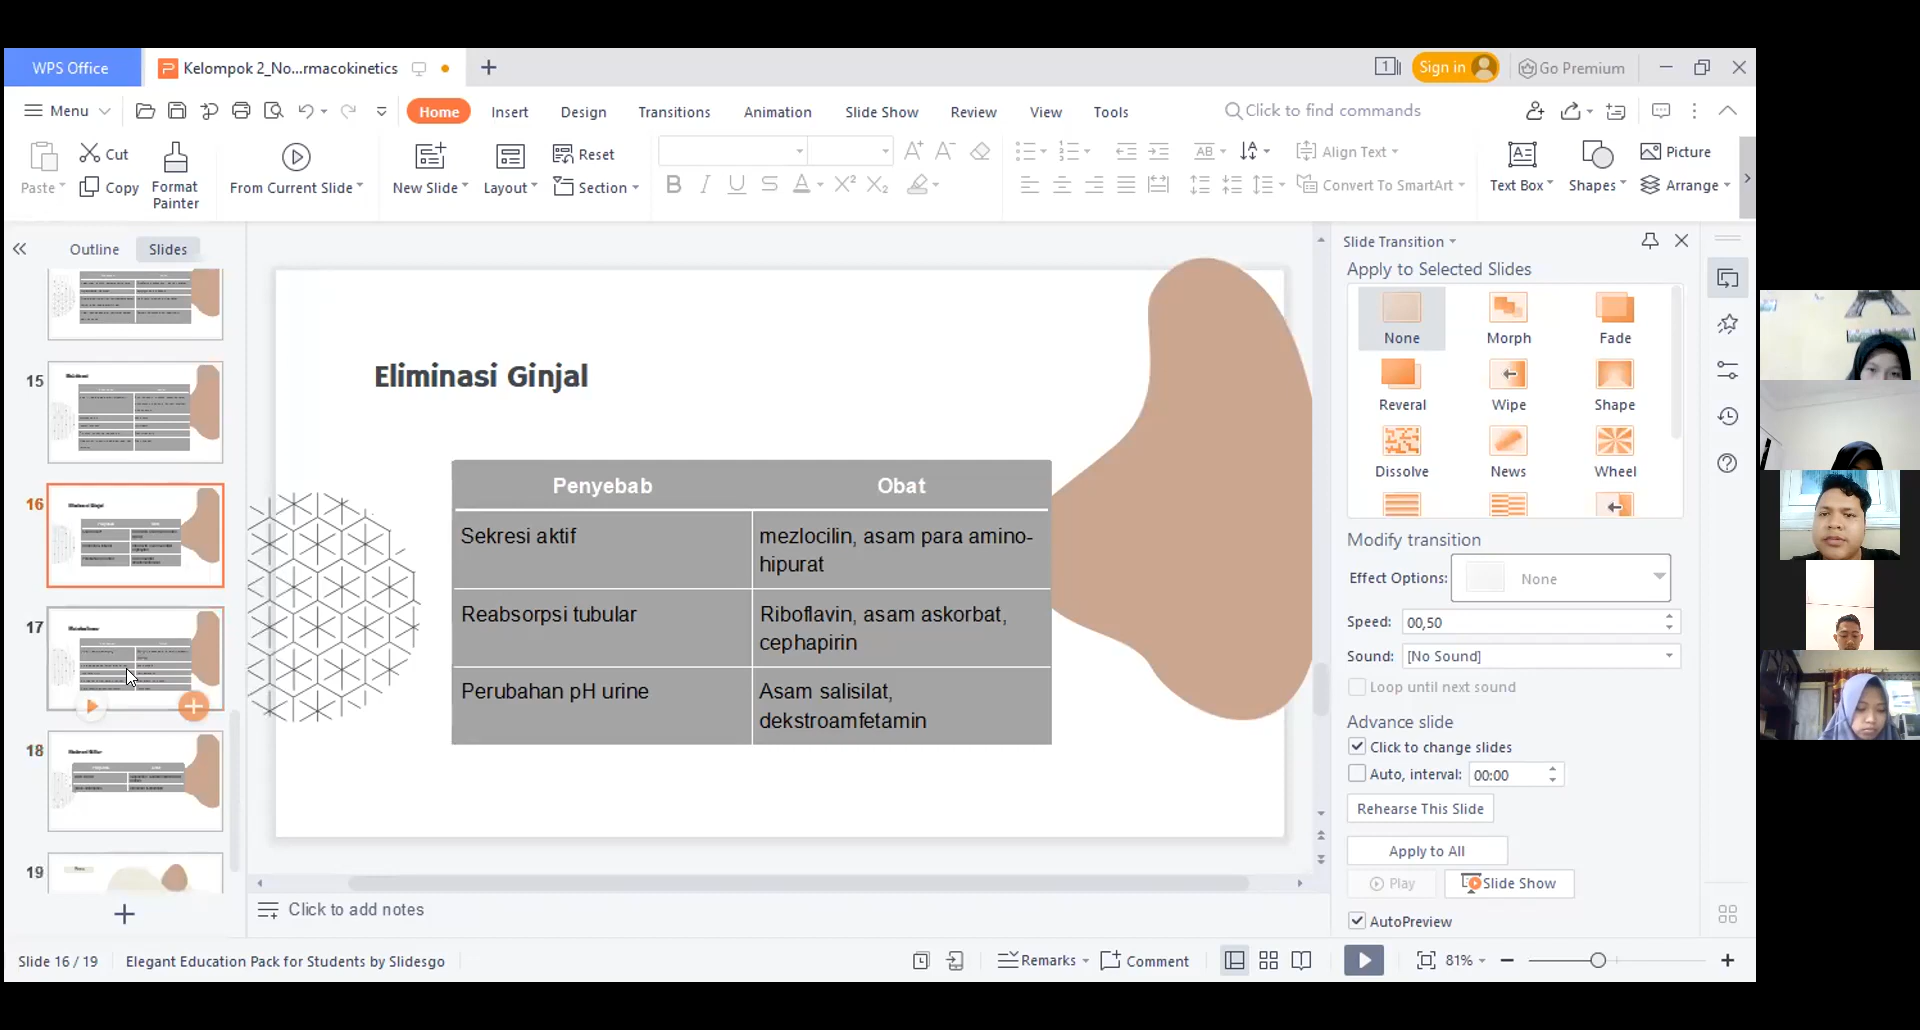 WPS Office
Kelompok 2_No...rmacokinetics
1
Sign in
Go Premium
Menu
Home
Insert
Design
Transitions
Animation
Slide Show
Review
View
Tools
Click to find commands
Paste
Cut
Copy
Format
Painter
From Current Slide
New Slide
Layout
Reset
Section
Align Text
Convert To SmartArt
Text Box
Shapes
Picture
Arrange
Outline
Slides
15
16
17
18
19
Eliminasi Ginjal
Penyebab Obat
Sekresi aktif mezlocilin, asam para amino-
hipurat
Reabsorpsi tubular Riboflavin, asam askorbat,
cephapirin
Perubahan pH urine Asam salisilat,
dekstroamfetamin
Click to add notes
Slide Transition
Apply to Selected Slides
None
Morph
Fade
Reveral
Wipe
Shape
Dissolve
News
Wheel
Modify transition
Effect Options: None
Speed: 00,50
Sound: [No Sound]
Loop until next sound
Advance slide
Click to change slides
Auto, interval: 00:00
Rehearse This Slide
Apply to All
Play
Slide Show
AutoPreview
Slide 16 / 19
Elegant Education Pack for Students by Slidesgo
Remarks
Comment
81%